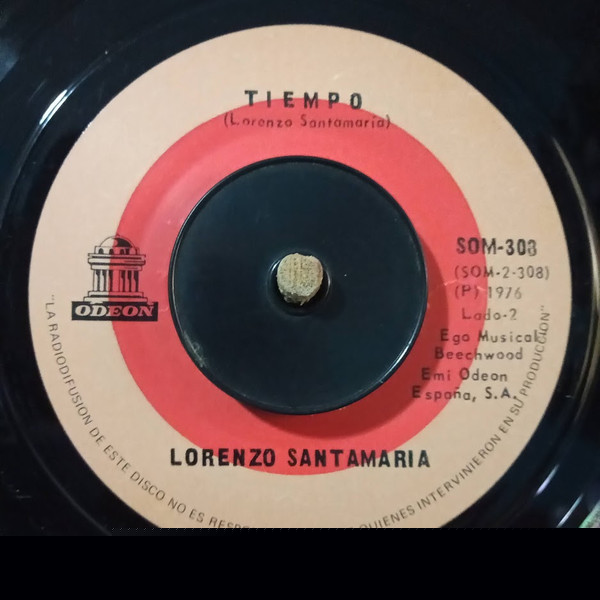 TIEMPO
(Lorenzo Santamaría)
SOM-308
(SOM-2-308)
(P) 1976
Lado-2
Ego Musical
Beechwood
Emi Odeon
España, S.A.
ODEON
LORENZO SANTAMARIA
"LA RADIODIFUSION DE ESTE DISCO NO ES QUIENES INTERVINIERON EN SU PRODUCCION"